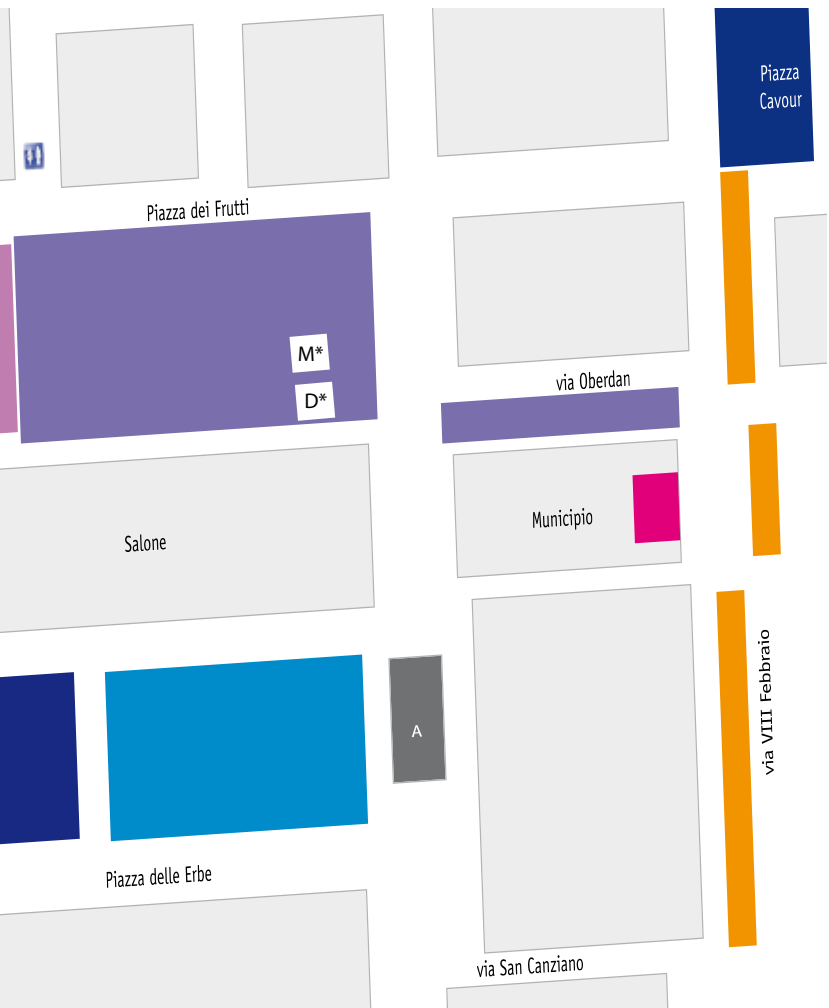 Piazza
Cavour
Piazza dei Frutti
M*
D*
via Oberdan
Municipio
Salone
via VIII Febbraio
A
Piazza delle Erbe
via San Canziano